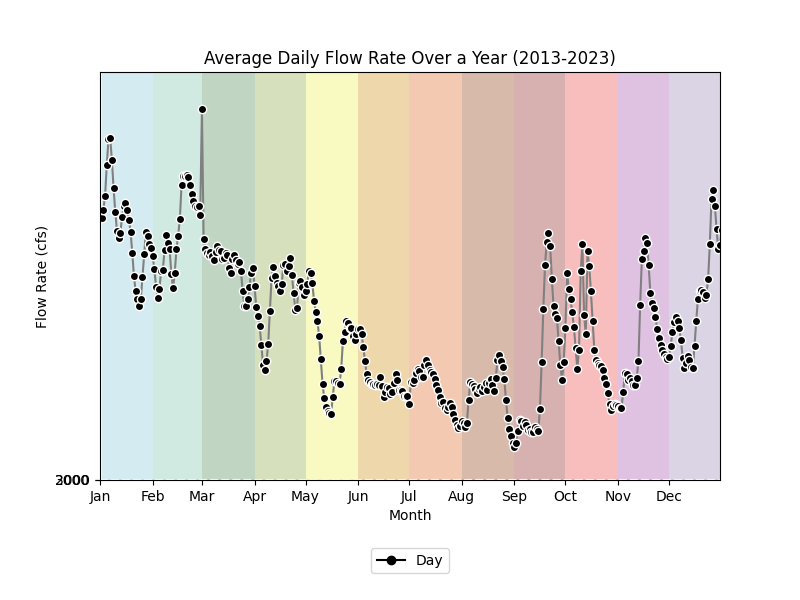 Average Daily Flow Rate Over a Year (2013-2023)
Flow Rate (cfs)
Jan Feb Mar Apr May Jun Jul Aug Sep Oct Nov Dec
Month
Day